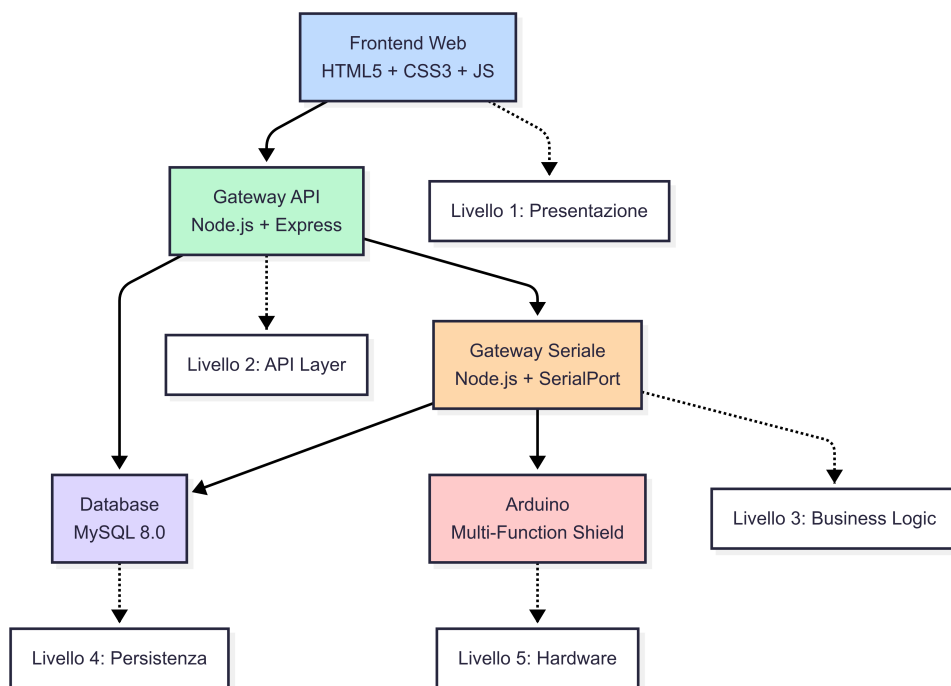 Frontend Web
HTML5 + CSS3 + JS
Gateway API
Node.js + Express
Livello 1: Presentazione
Gateway Seriale
Node.js + SerialPort
Livello 2: API Layer
Database
MySQL 8.0
Arduino
Multi-Function Shield
Livello 3: Business Logic
Livello 4: Persistenza
Livello 5: Hardware